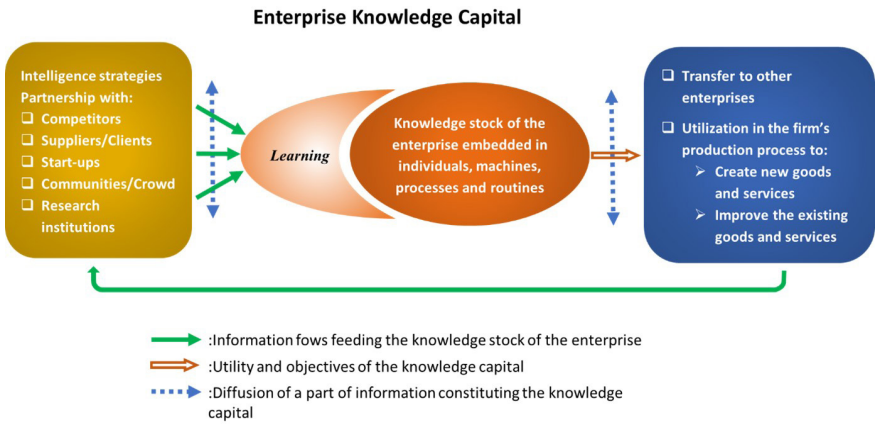 Enterprise Knowledge Capital
Intelligence strategies
Partnership with:
❑ Competitors
❑ Suppliers/Clients
❑ Start-ups
❑ Communities/Crowd
❑ Research
institutions
Learning
Knowledge stock of the
enterprise embedded in
individuals, machines,
processes and routines
❑ Transfer to other
enterprises
❑ Utilization in the firm's
production process to:
➢ Create new goods
and services
➢ Improve the existing
goods and services
:Information fows feeding the knowledge stock of the enterprise
:Utility and objectives of the knowledge capital
:Diffusion of a part of information constituting the knowledge
capital